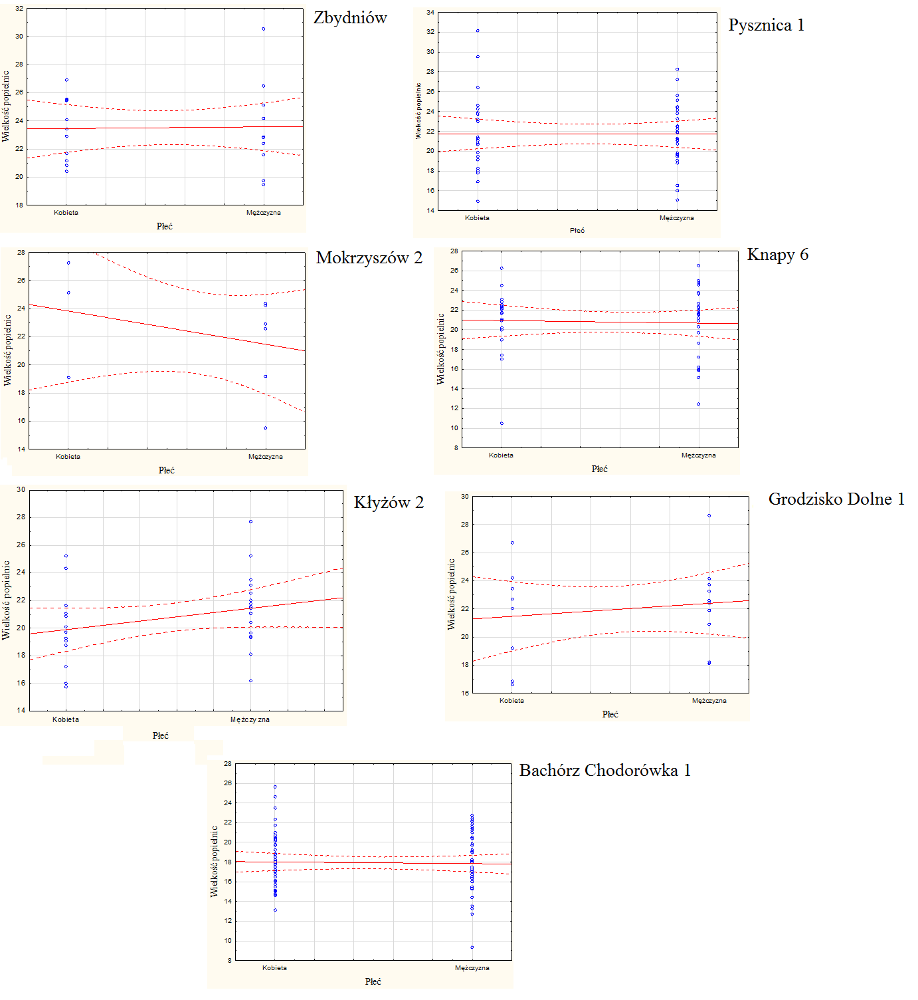 Zbydniów
32
30
28
26
24
22
20
18
Wielkość popielnic
Kobieta
Mężczyzna
Płeć
Pysznica 1
34
32
30
28
26
24
22
20
18
16
14
Wielkość popielnic
Kobieta
Mężczyzna
Płeć
Mokrzyszów 2
28
26
24
22
20
18
16
14
Wielkość popielnic
Kobieta
Mężczyzna
Płeć
Knapy 6
28
26
24
22
20
18
16
14
12
10
8
Wielkość popielnic
Kobieta
Mężczyzna
Płeć
Kłyżów 2
30
28
26
24
22
20
18
16
14
Wielkość popielnic
Kobieta
Mężczyzna
Płeć
Grodzisko Dolne 1
30
28
26
24
22
20
18
16
Wielkość popielnic
Kobieta
Mężczyzna
Płeć
Bachórz Chodorówka 1
28
26
24
22
20
18
16
14
12
10
8
Wielkość popielnic
Kobieta
Mężczyzna
Płeć